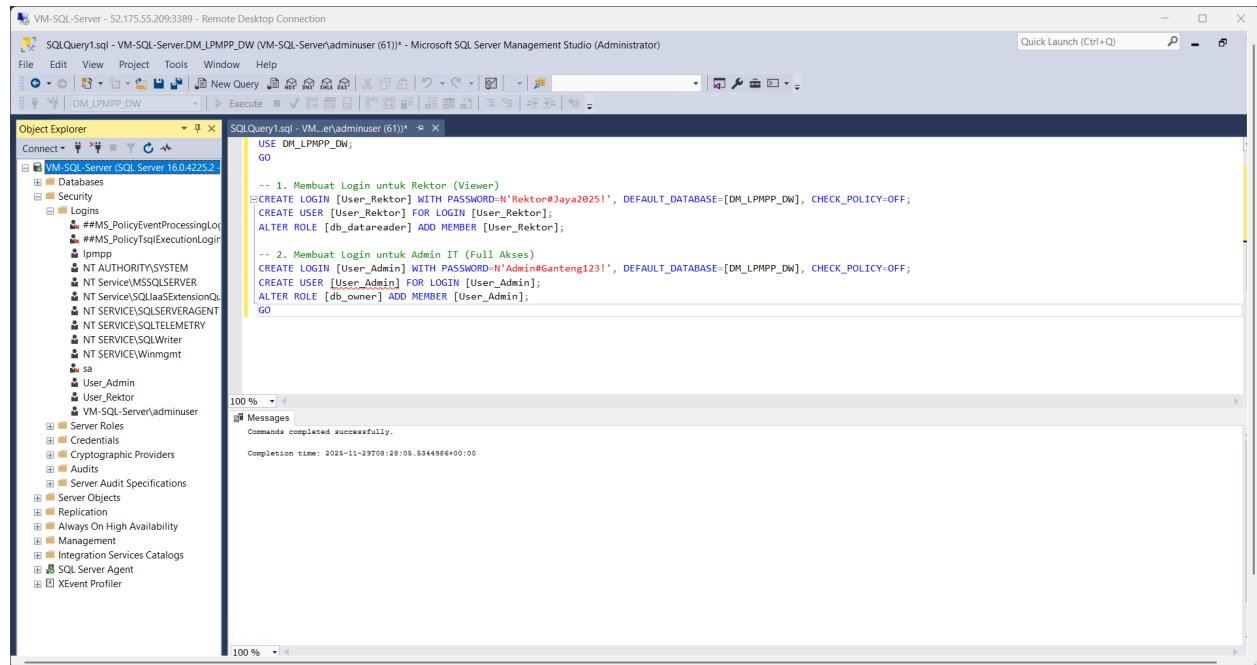 VM-SQL-Server - 52.175.55.209:3389 - Remote Desktop Connection
SQLQuery1.sql - VM-SQL-Server.DM_LPMPP_DW (VM-SQL-Server\adminuser (61))* - Microsoft SQL Server Management Studio (Administrator)
Quick Launch (Ctrl+Q)
File Edit View Project Tools Window Help
New Query
DM_LPMPP_DW
Execute
Object Explorer
SQLQuery1.sql - VM...er\adminuser (61))*
Connect
VM-SQL-Server (SQL Server 16.0.4225.2 -
Databases
Security
Logins
##MS_PolicyEventProcessingLog
##MS_PolicyTsqlExecutionLogin
lpmpp
NT AUTHORITY\SYSTEM
NT Service\MSSQLSERVER
NT Service\SQLIaaSExtensionQu
NT SERVICE\SQLSERVERAGENT
NT SERVICE\SQLTELEMETRY
NT SERVICE\SQLWriter
NT SERVICE\Winmgmt
sa
User_Admin
User_Rektor
VM-SQL-Server\adminuser
Server Roles
Credentials
Cryptographic Providers
Audits
Server Audit Specifications
Server Objects
Replication
Always On High Availability
Management
Integration Services Catalogs
SQL Server Agent
XEvent Profiler
USE DM_LPMPP_DW;
GO
-- 1. Membuat Login untuk Rektor (Viewer)
CREATE LOGIN [User_Rektor] WITH PASSWORD=N'Rektor#Jaya2025!', DEFAULT_DATABASE=[DM_LPMPP_DW], CHECK_POLICY=OFF;
CREATE USER [User_Rektor] FOR LOGIN [User_Rektor];
ALTER ROLE [db_datareader] ADD MEMBER [User_Rektor];
-- 2. Membuat Login untuk Admin IT (Full Akses)
CREATE LOGIN [User_Admin] WITH PASSWORD=N'Admin#Ganteng123!', DEFAULT_DATABASE=[DM_LPMPP_DW], CHECK_POLICY=OFF;
CREATE USER [User_Admin] FOR LOGIN [User_Admin];
ALTER ROLE [db_owner] ADD MEMBER [User_Admin];
GO
100 %
Messages
Commands completed successfully.
Completion time: 2025-11-29T08:28:05.5344986+00:00
100 %